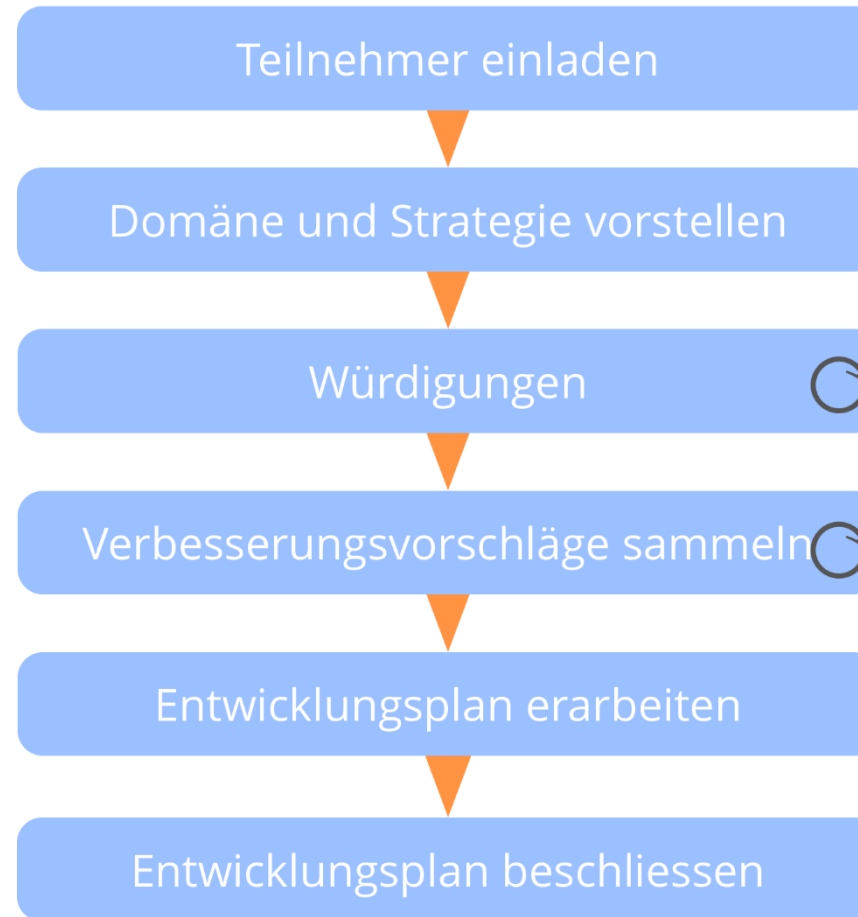 Teilnehmer einladen
Domäne und Strategie vorstellen
Würdigungen
Verbesserungsvorschläge sammeln
Entwicklungsplan erarbeiten
Entwicklungsplan beschliessen